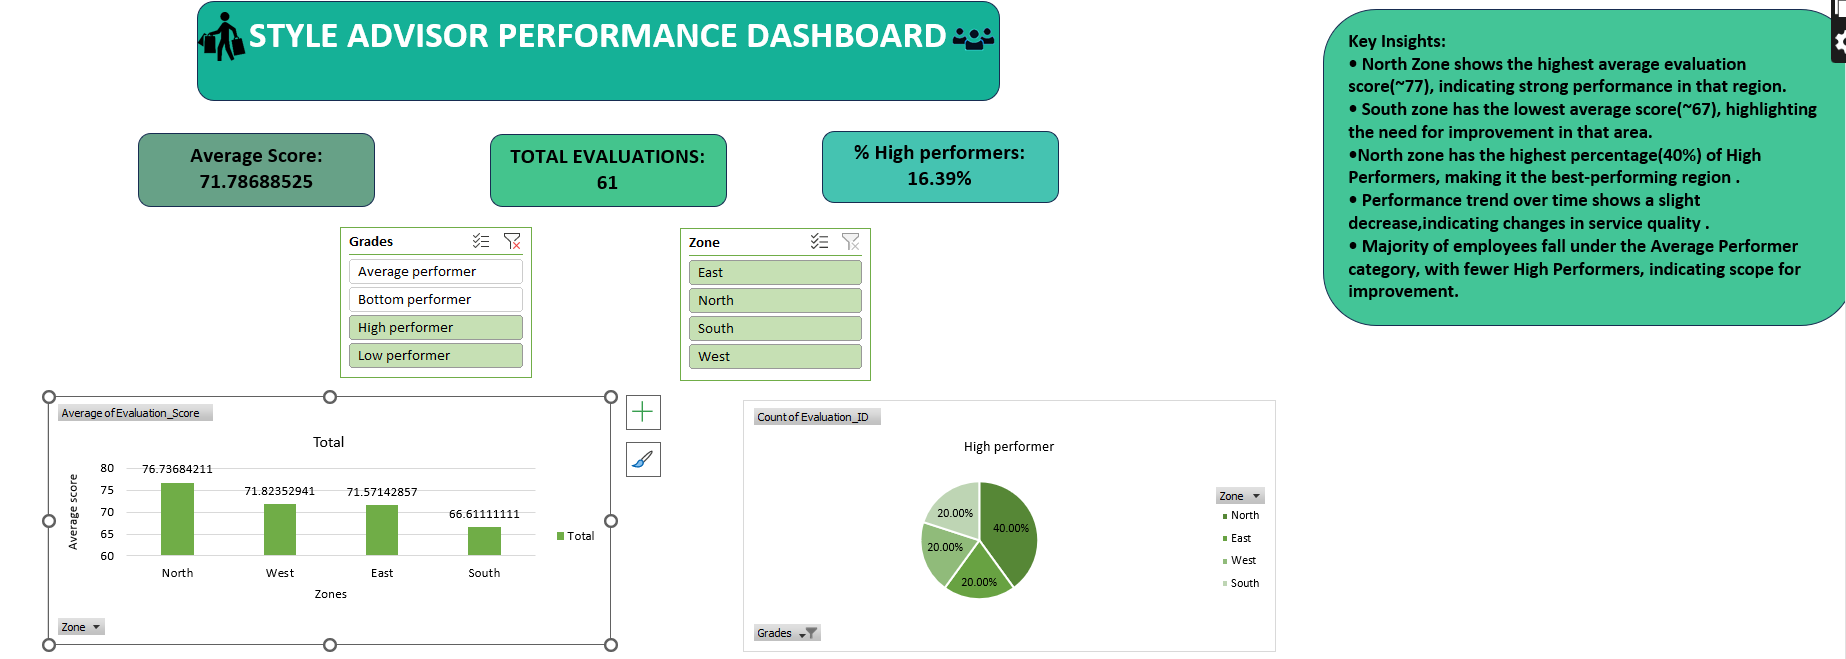 STYLE ADVISOR PERFORMANCE DASHBOARD
Average Score:
71.78688525
TOTAL EVALUATIONS:
61
% High performers:
16.39%
Key Insights:
• North Zone shows the highest average evaluation
score(~77), indicating strong performance in that region.
• South zone has the lowest average score(~67), highlighting
the need for improvement in that area.
•North zone has the highest percentage(40%) of High
Performers, making it the best-performing region .
• Performance trend over time shows a slight
decrease,indicating changes in service quality .
• Majority of employees fall under the Average Performer
category, with fewer High Performers, indicating scope for
improvement.
Grades
Average performer
Bottom performer
High performer
Low performer
Zone
East
North
South
West
Average of Evaluation_Score
Total
Average score
80
75
70
65
60
76.73684211
71.82352941
71.57142857
66.61111111
North
West
East
South
Zones
Total
Zone
Count of Evaluation_ID
High performer
40.00%
20.00%
20.00%
20.00%
Zone
North
East
West
South
Grades